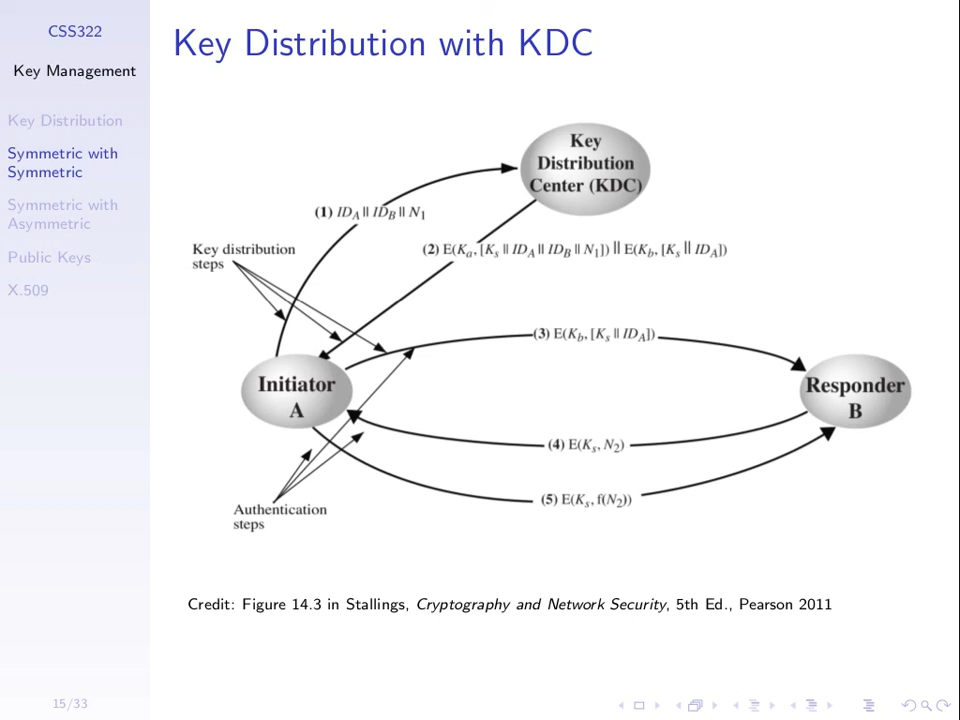 CSS322
Key Management
Key Distribution
Symmetric with
Symmetric
Symmetric with
Asymmetric
Public Keys
X.509
15/33
Key Distribution with KDC
Key
Distribution
Center (KDC)
(1) ID_A || ID_B || N_1
Key distribution
steps
(2) E(K_a, [K_s || ID_A || ID_B || N_1]) || E(K_b, [K_s || ID_A])
(3) E(K_b, [K_s || ID_A])
Initiator
A
Responder
B
(4) E(K_s, N_2)
(5) E(K_s, f(N_2))
Authentication
steps
Credit: Figure 14.3 in Stallings, Cryptography and Network Security, 5th Ed., Pearson 2011